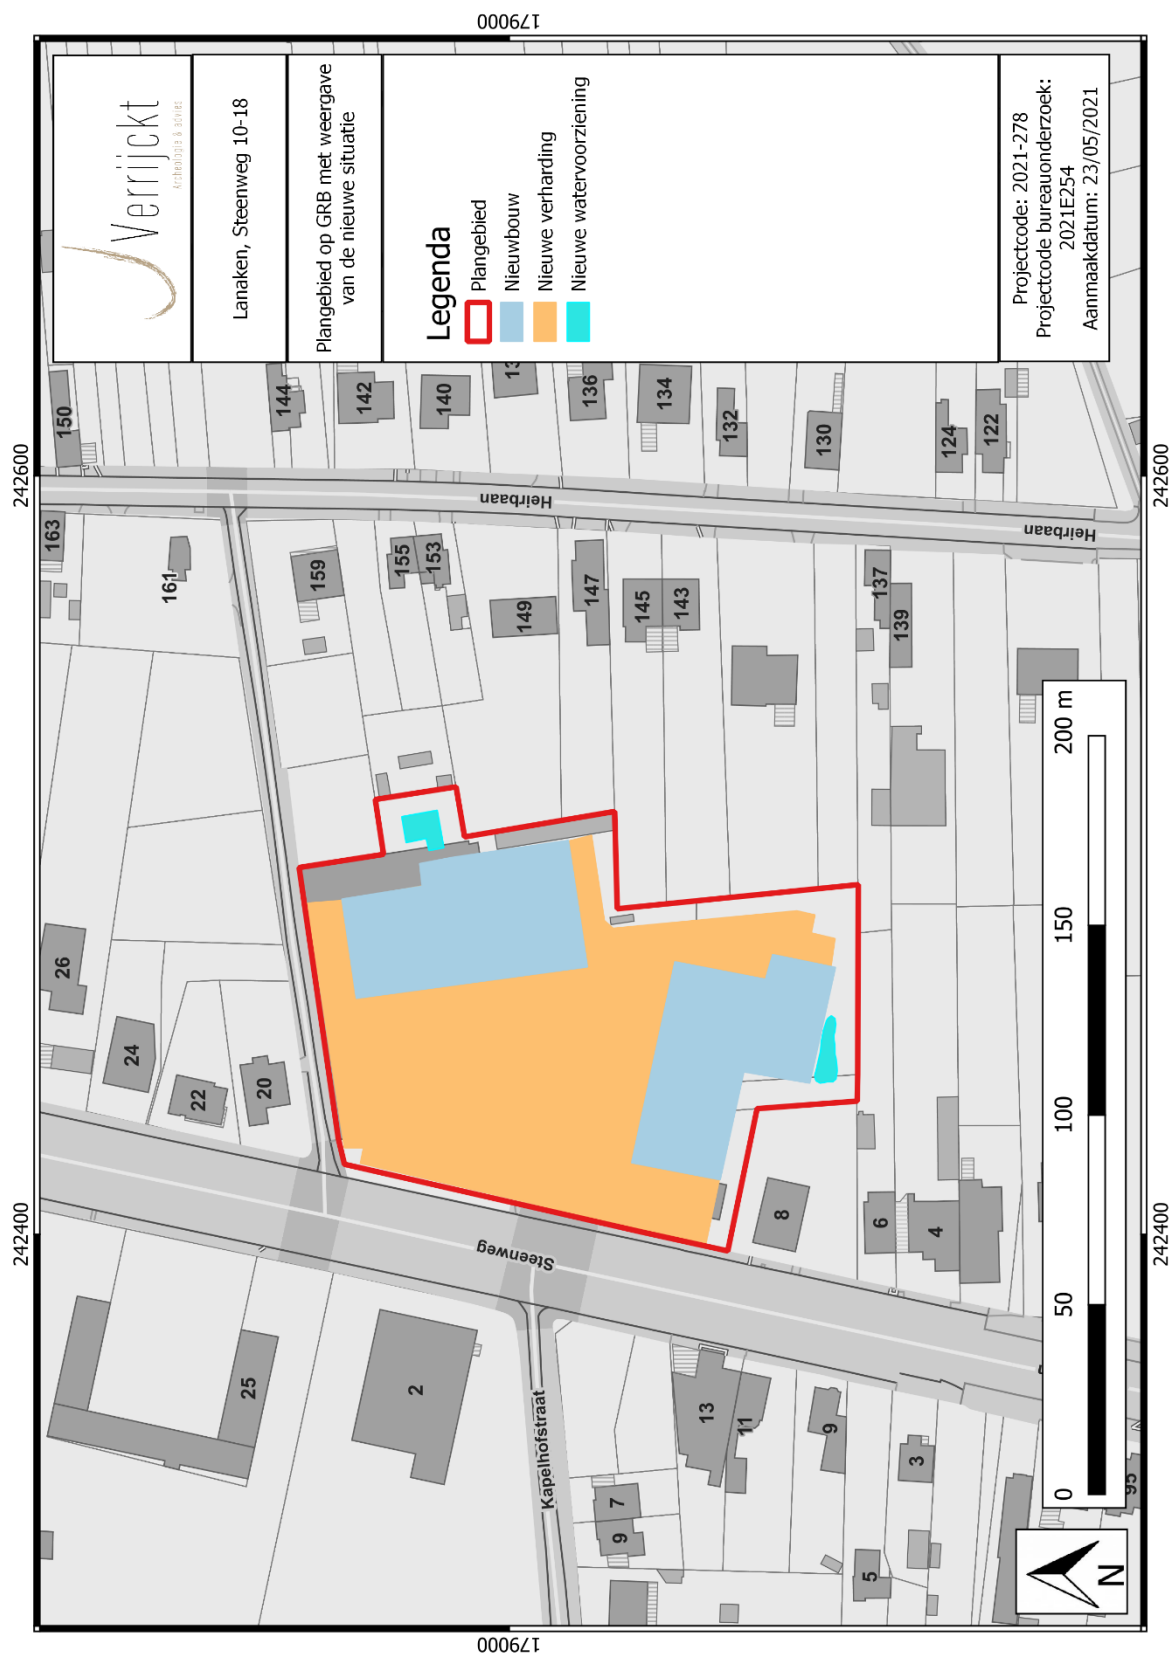 Verrijckt
Archeologie & advies
Lanaken, Steenweg 10-18
Plangebied op GRB met weergave
van de nieuwe situatie
Legenda
Plangebied
Nieuwbouw
Nieuwe verharding
Nieuwe watervoorziening
Projectcode: 2021-278
Projectcode bureauonderzoek:
2021E254
Aanmaakdatum: 23/05/2021
242400
242600
179000
179000
242400
242600
150
144
142
140
136
134
132
130
124
122
163
161
159
155
153
149
147
145
143
137
139
Heirbaan
Heirbaan
26
24
22
20
8
6
4
Steenweg
Kapelhofstraat
25
2
13
11
9
3
7
9
5
95
0
50
100
150
200 m
N